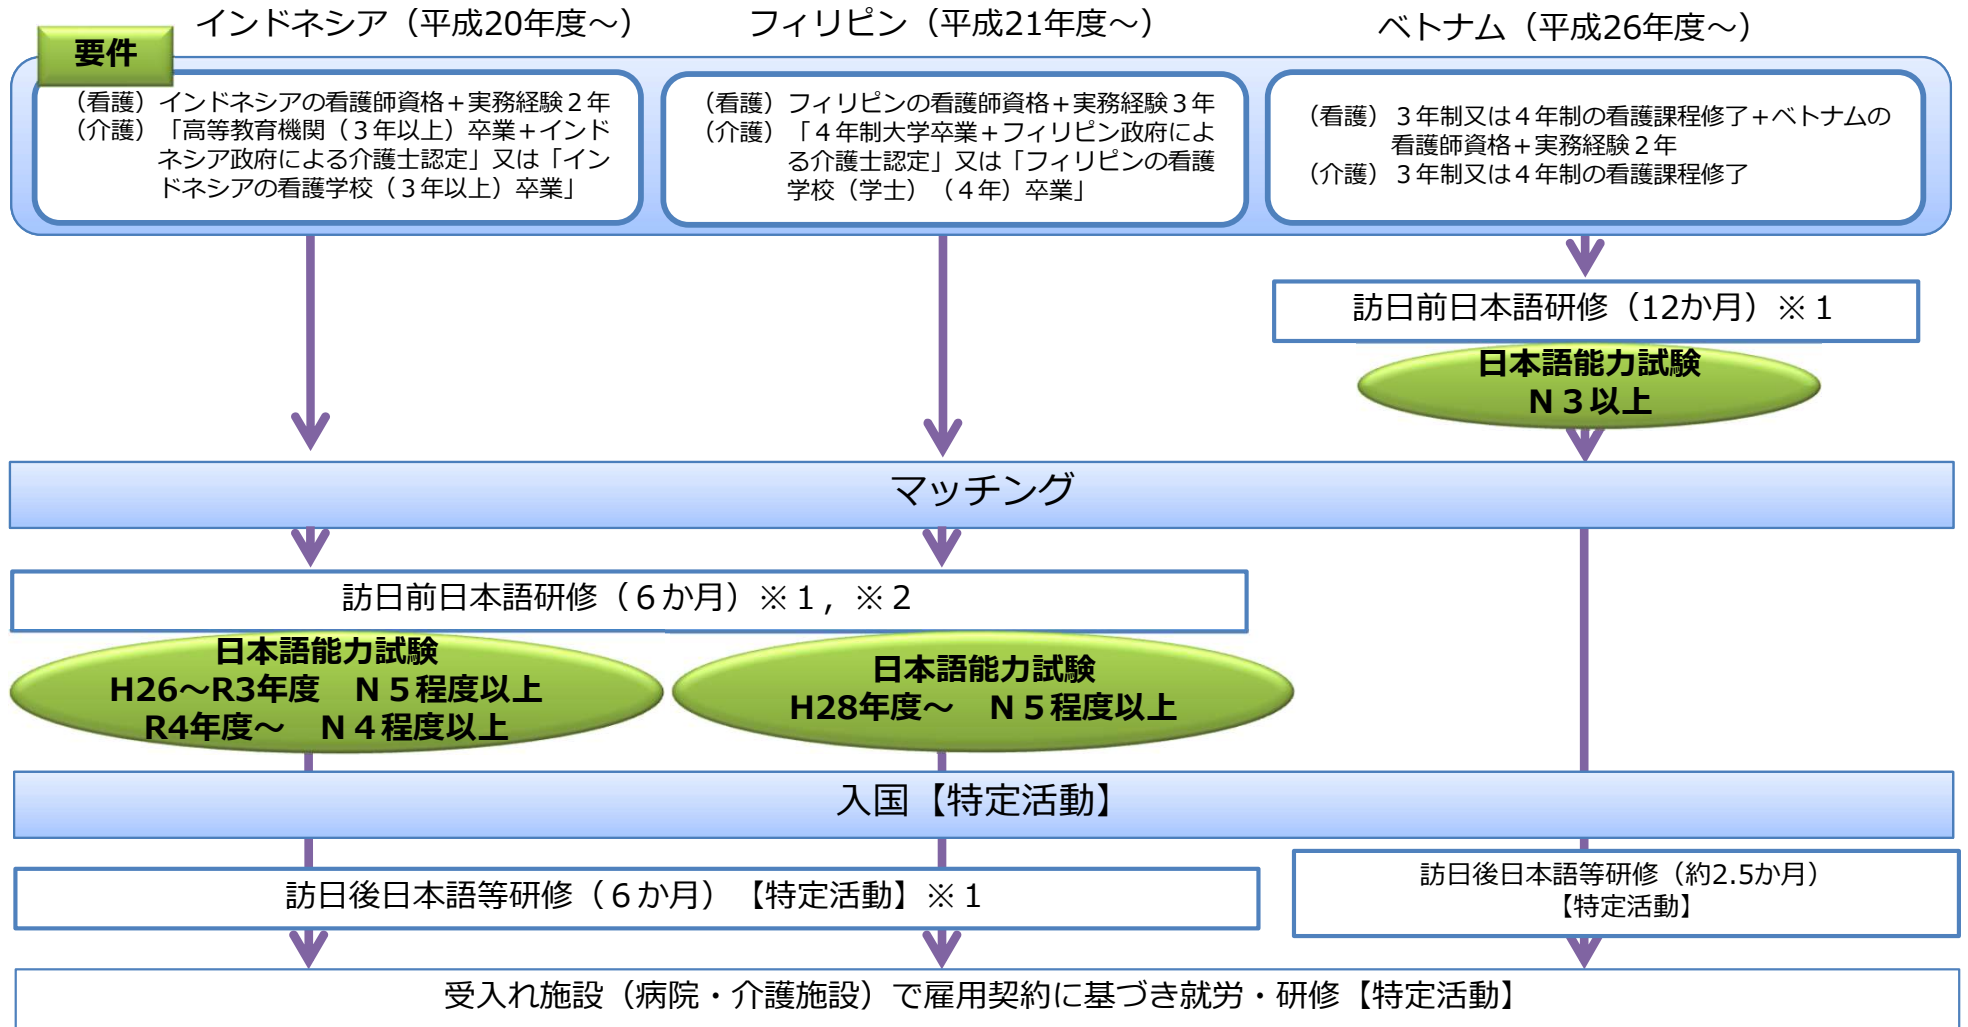 インドネシア（平成20年度～）
フィリピン（平成21年度～）
ベトナム（平成26年度～）
要件
（看護）インドネシアの看護師資格＋実務経験２年
（介護）「高等教育機関（３年以上）卒業＋インド
ネシア政府による介護士認定」又は「イン
ドネシアの看護学校（３年以上）卒業」
（看護）フィリピンの看護師資格＋実務経験３年
（介護）「４年制大学卒業＋フィリピン政府によ
る介護士認定」又は「フィリピンの看護
学校（学士）（４年）卒業」
（看護）３年制又は４年制の看護課程修了＋ベトナムの
看護師資格＋実務経験２年
（介護）３年制又は４年制の看護課程修了
訪日前日本語研修（12か月）※１
日本語能力試験
Ｎ３以上
マッチング
訪日前日本語研修（６か月）※１，※２
日本語能力試験
H26～R3年度　Ｎ５程度以上
R4年度～　Ｎ４程度以上
日本語能力試験
H28年度～　Ｎ５程度以上
入国【特定活動】
訪日後日本語等研修（６か月）【特定活動】※１
訪日後日本語等研修（約2.5か月）
【特定活動】
受入れ施設（病院・介護施設）で雇用契約に基づき就労・研修【特定活動】